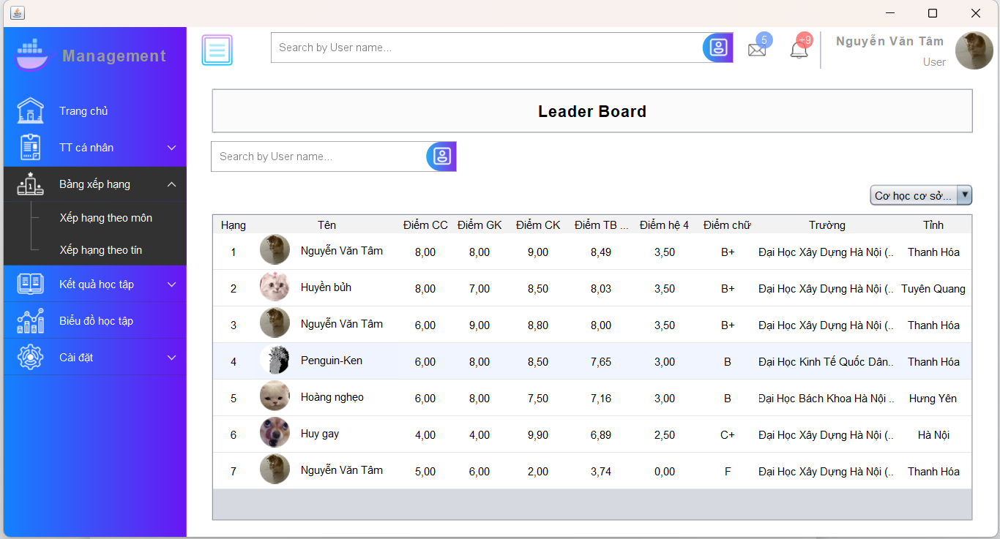 Search by User name...
5
+9
Nguyễn Văn Tâm
User
Management
Trang chủ
TT cá nhân
Bảng xếp hạng
Xếp hạng theo môn
Xếp hạng theo tín
Kết quả học tập
Biểu đồ học tập
Cài đặt
Leader Board
Search by User name...
Cơ học cơ sở...
Hạng Tên Điểm CC Điểm GK Điểm CK Điểm TB ... Điểm hệ 4 Điểm chữ Trường Tỉnh
1 Nguyễn Văn Tâm 8,00 8,00 9,00 8,49 3,50 B+ Đại Học Xây Dựng Hà Nội (.. Thanh Hóa
2 Huyền bủh 8,00 7,00 8,50 8,03 3,50 B+ Đại Học Xây Dựng Hà Nội (.. Tuyên Quang
3 Nguyễn Văn Tâm 6,00 9,00 8,80 8,00 3,50 B+ Đại Học Xây Dựng Hà Nội (.. Thanh Hóa
4 Penguin-Ken 6,00 8,00 8,50 7,65 3,00 B Đại Học Kinh Tế Quốc Dân.. Thanh Hóa
5 Hoàng nghẹo 6,00 8,00 7,50 7,16 3,00 B Đại Học Bách Khoa Hà Nội .. Hưng Yên
6 Huy gay 4,00 4,00 9,90 6,89 2,50 C+ Đại Học Xây Dựng Hà Nội (.. Hà Nội
7 Nguyễn Văn Tâm 5,00 6,00 2,00 3,74 0,00 F Đại Học Xây Dựng Hà Nội (.. Thanh Hóa